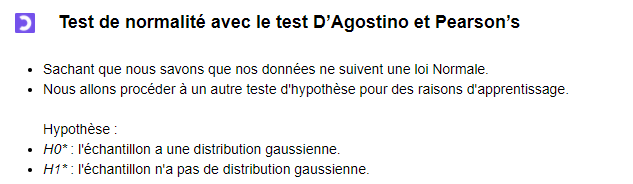 Test de normalité avec le test D’Agostino et Pearson’s
Sachant que nous savons que nos données ne suivent une loi Normale.
Nous allons procéder à un autre teste d'hypothèse pour des raisons d'apprentissage.
Hypothèse :
H0* : l'échantillon a une distribution gaussienne.
H1* : l'échantillon n'a pas de distribution gaussienne.